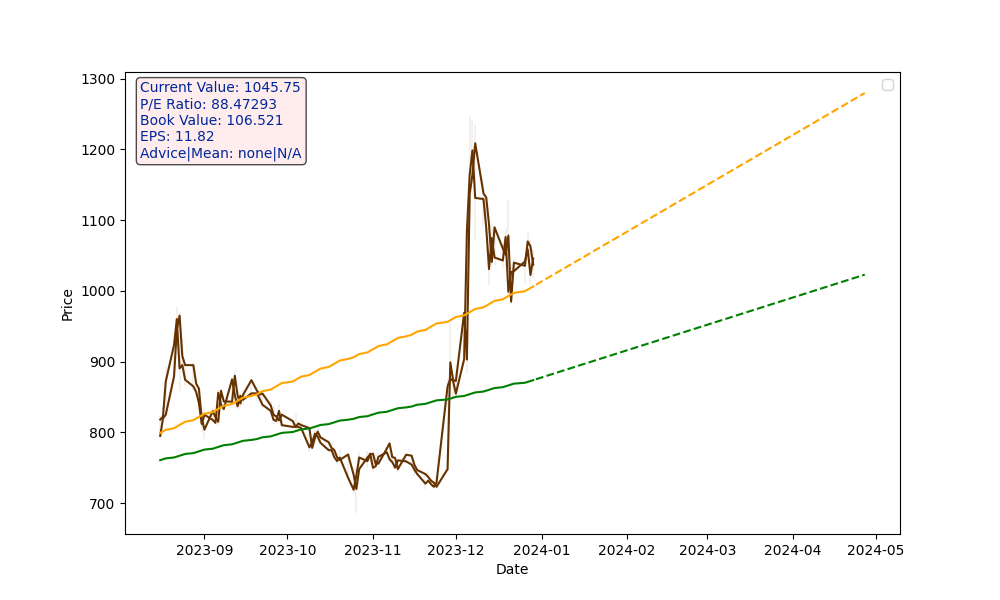 Current Value: 1045.75
P/E Ratio: 88.47293
Book Value: 106.521
EPS: 11.82
Advice|Mean: none|N/A
Price
1300
1200
1100
1000
900
800
700
2023-09 2023-10 2023-11 2023-12 2024-01 2024-02 2024-03 2024-04 2024-05
Date